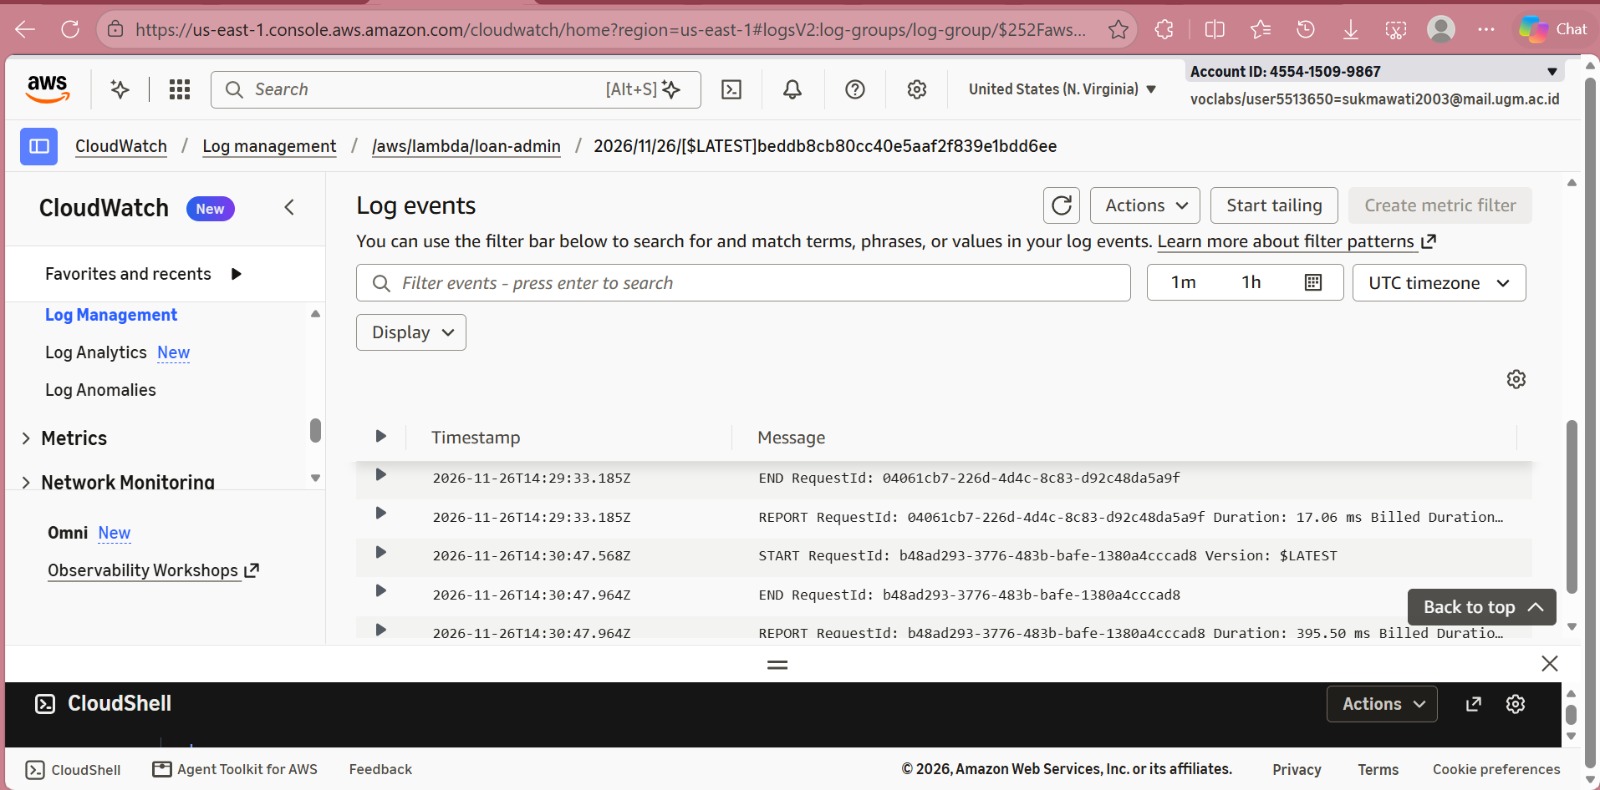 https://us-east-1.console.aws.amazon.com/cloudwatch/home?region=us-east-1#logsV2:log-groups/log-group/$252Faws...
Chat
aws
Search
[Alt+S]
United States (N. Virginia)
Account ID: 4554-1509-9867
voclabs/user5513650=sukmawati2003@mail.ugm.ac.id
CloudWatch / Log management / /aws/lambda/loan-admin / 2026/11/26/[$LATEST]beddb8cb80cc40e5aaf2f839e1bdd6ee
CloudWatch New
Favorites and recents
Log Management
Log Analytics New
Log Anomalies
Metrics
Network Monitoring
Omni New
Observability Workshops
Log events
Actions
Start tailing
Create metric filter
You can use the filter bar below to search for and match terms, phrases, or values in your log events. Learn more about filter patterns
Filter events - press enter to search
1m 1h
UTC timezone
Display
Timestamp Message
2026-11-26T14:29:33.185Z END RequestId: 04061cb7-226d-4d4c-8c83-d92c48da5a9f
2026-11-26T14:29:33.185Z REPORT RequestId: 04061cb7-226d-4d4c-8c83-d92c48da5a9f Duration: 17.06 ms Billed Duration...
2026-11-26T14:30:47.568Z START RequestId: b48ad293-3776-483b-bafe-1380a4cccad8 Version: $LATEST
2026-11-26T14:30:47.964Z END RequestId: b48ad293-3776-483b-bafe-1380a4cccad8
2026-11-26T14:30:47.964Z REPORT RequestId: b48ad293-3776-483b-bafe-1380a4cccad8 Duration: 395.50 ms Billed Duratio...
Back to top
CloudShell
Actions
CloudShell Agent Toolkit for AWS Feedback
© 2026, Amazon Web Services, Inc. or its affiliates. Privacy Terms Cookie preferences